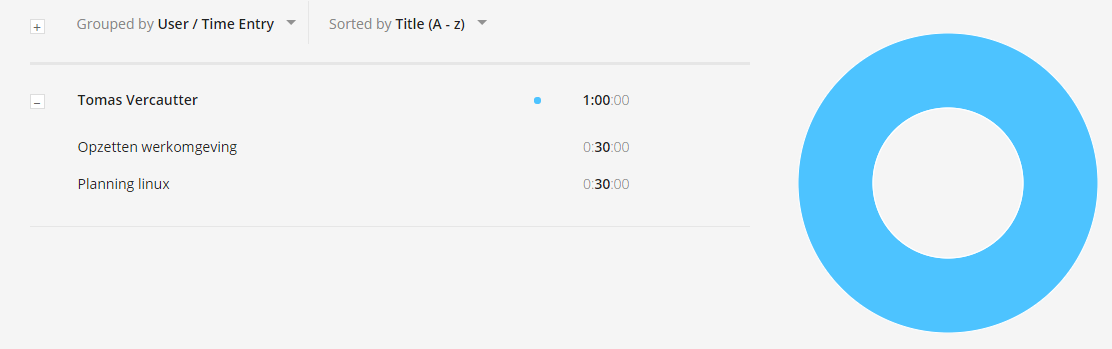 Grouped by User / Time Entry Sorted by Title (A - z)
Tomas Vercautter 1:00:00
Opzetten werkomgeving 0:30:00
Planning linux 0:30:00